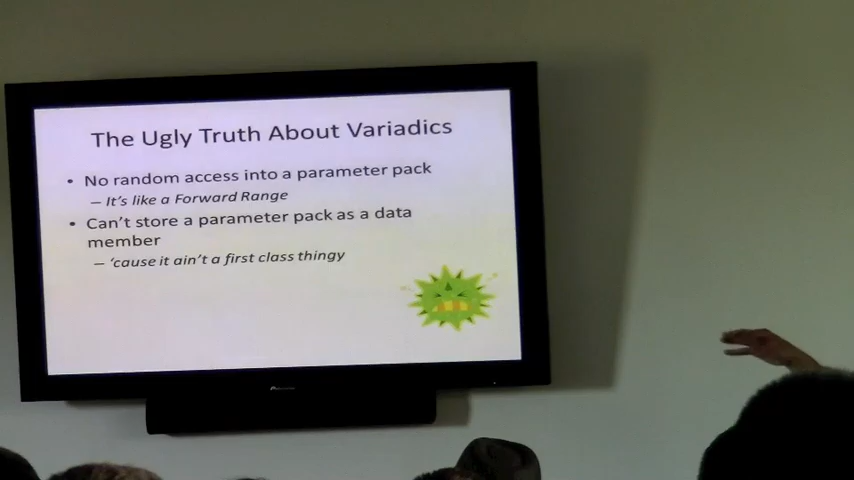 The Ugly Truth About Variadics
• No random access into a parameter pack
– It's like a Forward Range
• Can't store a parameter pack as a data
member
– 'cause it ain't a first class thingy